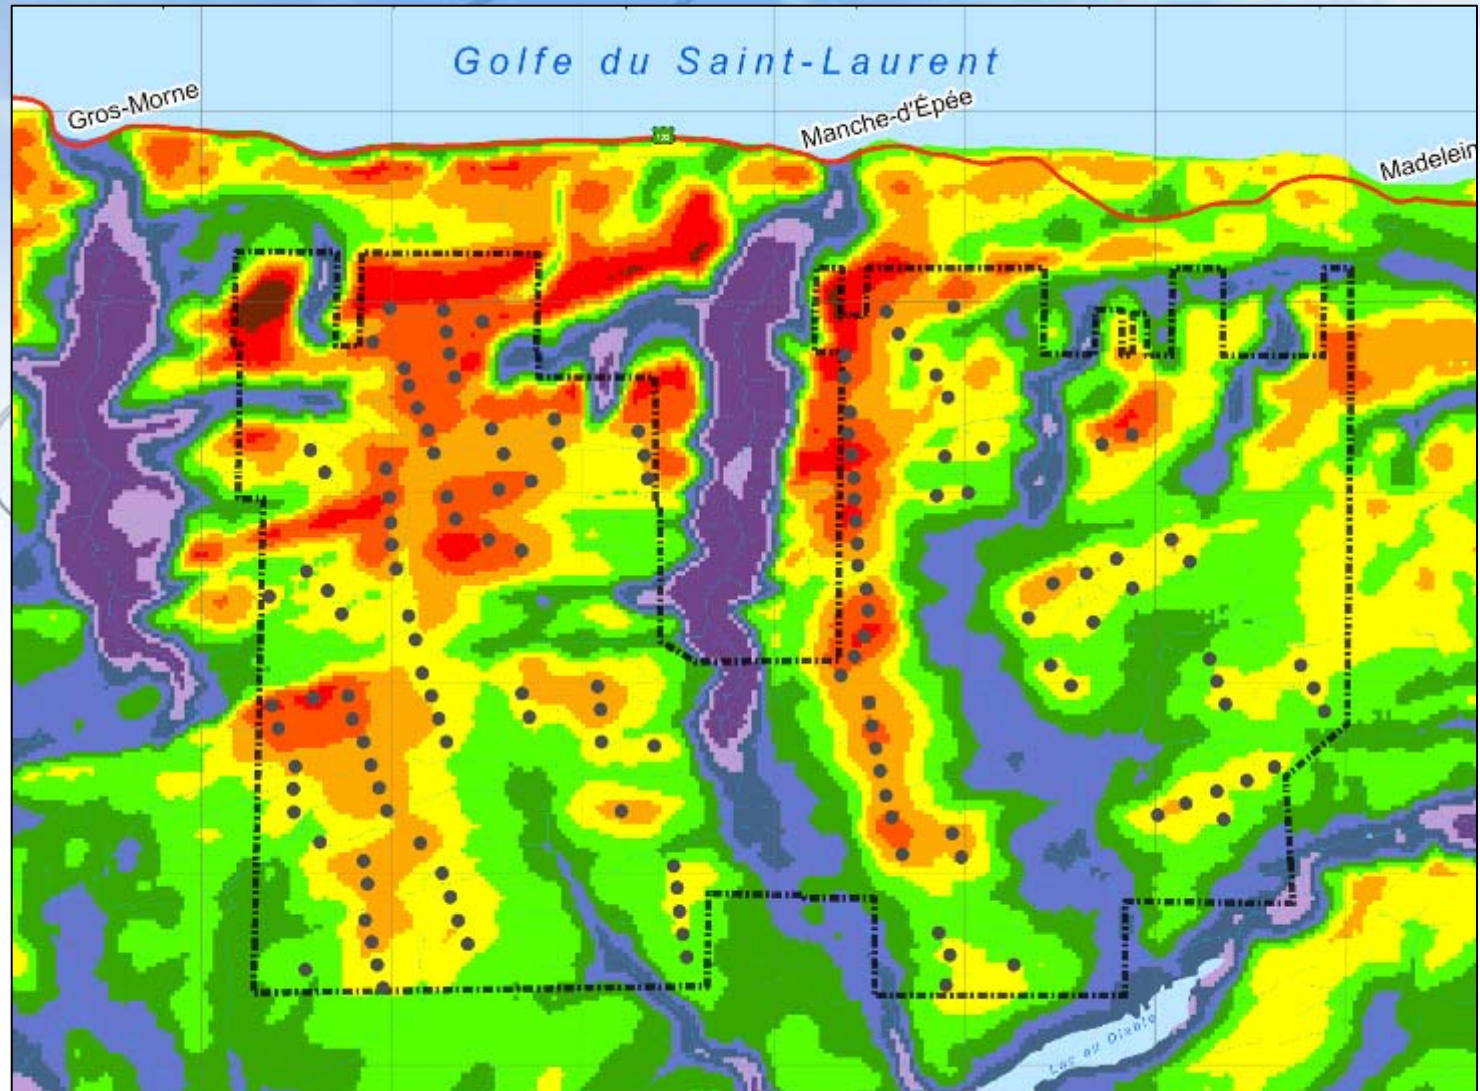 Golfe du Saint-Laurent
Gros-Morne
Manche-d'Épée
Madelein
Lac au Diable